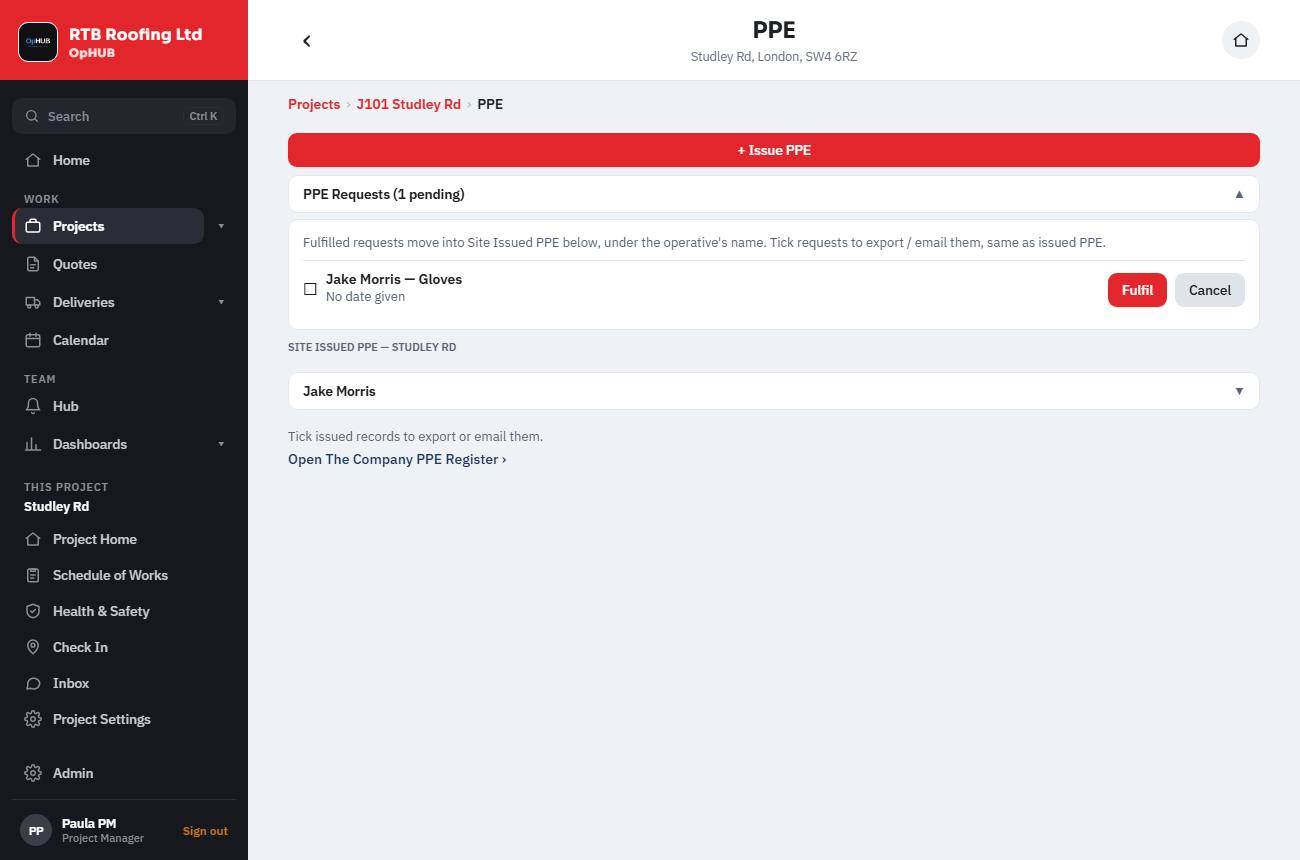 OpHUB
RTB Roofing Ltd
OpHUB
Search
Ctrl K
Home
WORK
Projects
Quotes
Deliveries
Calendar
TEAM
Hub
Dashboards
THIS PROJECT
Studley Rd
Project Home
Schedule of Works
Health & Safety
Check In
Inbox
Project Settings
Admin
PP
Paula PM
Project Manager
Sign out
PPE
Studley Rd, London, SW4 6RZ
Projects › J101 Studley Rd › PPE
+ Issue PPE
PPE Requests (1 pending)
Fulfilled requests move into Site Issued PPE below, under the operative's name. Tick requests to export / email them, same as issued PPE.
Jake Morris — Gloves
No date given
Fulfil
Cancel
SITE ISSUED PPE — STUDLEY RD
Jake Morris
Tick issued records to export or email them.
Open The Company PPE Register ›